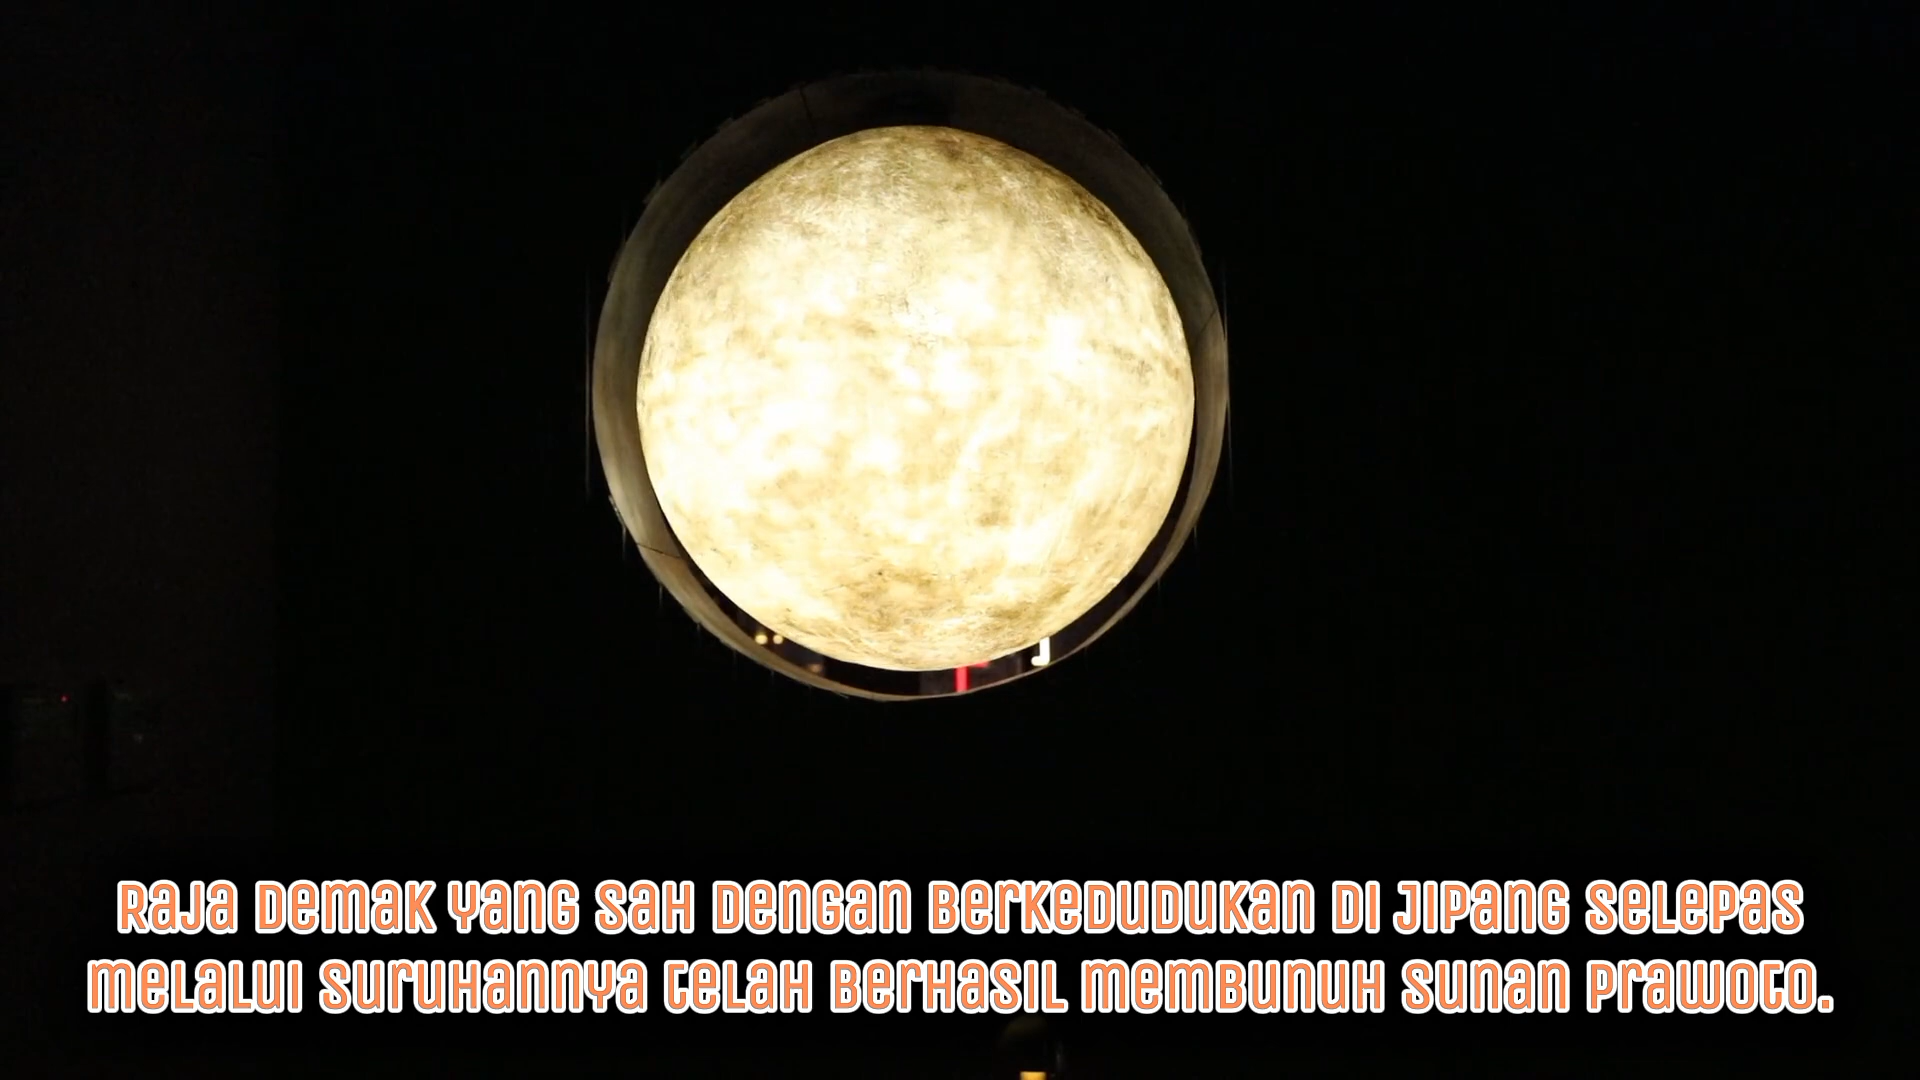 Raja Demak yang sah dengan berkedudukan di Jipang selepas
melalui suruhannya telah berhasil membunuh Sunan Prawoto.